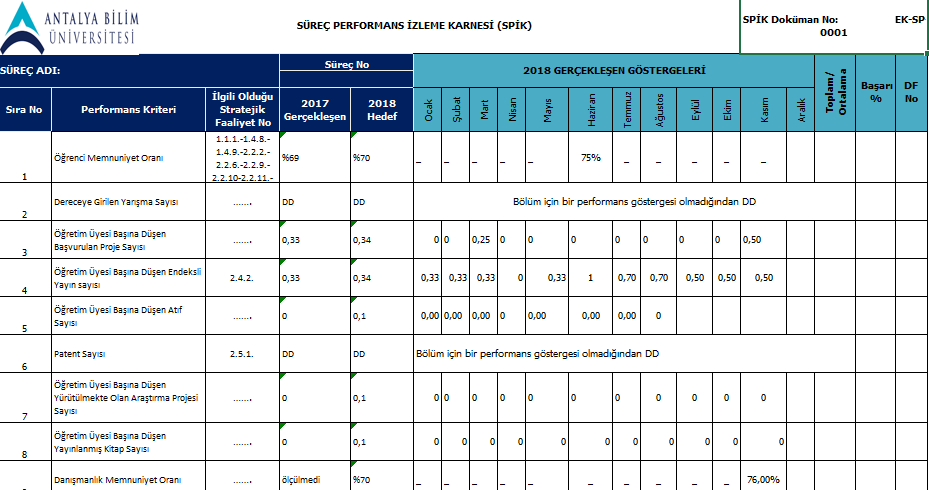 ANTALYA BİLİM
ÜNİVERSİTESİ
SÜREÇ PERFORMANS İZLEME KARNESİ (SPİK)
SPİK Doküman No: EK-SP
0001
SÜREÇ ADI: Süreç No 2018 GERÇEKLEŞEN GÖSTERGELERİ Toplam/ Ortalama Başarı % DF No
Sıra No Performans Kriteri İlgili Olduğu Stratejik Faaliyet No 2017 Gerçekleşen 2018 Hedef Ocak Şubat Mart Nisan Mayıs Haziran Temmuz Ağustos Eylül Ekim Kasım Aralık
1 Öğrenci Memnuniyet Oranı 1.1.1.-1.4.8.- 1.4.9.-2.2.2.- 2.2.6.-2.2.9.- 2.2.10-2.2.11.- %69 %70 _ _ _ _ _ 75% _ _ _ _ _
2 Dereceye Girilen Yarışma Sayısı ……. DD DD Bölüm için bir performans göstergesi olmadığından DD
3 Öğretim Üyesi Başına Düşen Başvurulan Proje Sayısı ……. 0,33 0,34 0 0 0,25 0 0 0 0 0 0 0 0,50
4 Öğretim Üyesi Başına Düşen Endeksli Yayın sayısı 2.4.2. 0,33 0,34 0,33 0,33 0,33 0 0,33 1 0,70 0,70 0,50 0,50 0,50
5 Öğretim Üyesi Başına Düşen Atıf Sayısı ……. 0 0,1 0,00 0,00 0,00 0 0,00 0,00 0,00 0
6 Patent Sayısı 2.5.1. DD DD Bölüm için bir performans göstergesi olmadığından DD
7 Öğretim Üyesi Başına Düşen Yürütülmekte Olan Araştırma Projesi Sayısı ……. 0 0,1 0 0 0 0 0 0 0 0 0 0 0
8 Öğretim Üyesi Başına Düşen Yayınlanmış Kitap Sayısı ……. 0 0,1 0 0 0 0 0 0 0 0 0 0 0
Danışmanlık Memnuniyet Oranı ……. ölçülmedi %70 _ _ _ _ _ _ _ _ _ _ 76,00%